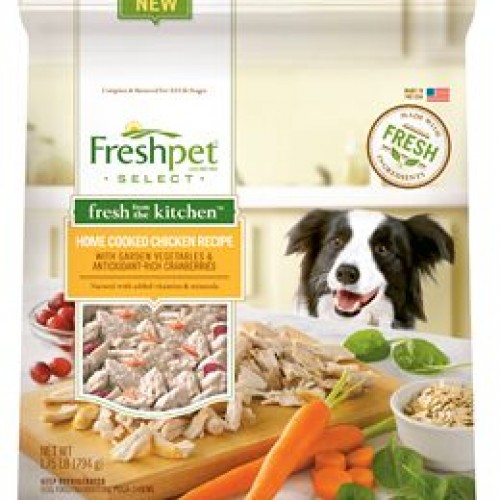 NEW
Complete & Balanced for All Life Stages
MADE IN
THE USA
MADE WITH
FRESH
INGREDIENTS
Freshpet
SELECT
fresh from the kitchen™
HOME COOKED CHICKEN RECIPE
WITH GARDEN VEGETABLES &
ANTIOXIDANT-RICH CRANBERRIES
Natural with added vitamins & minerals
NET WT
1.75 LB (794 g)
KEEP REFRIGERATED